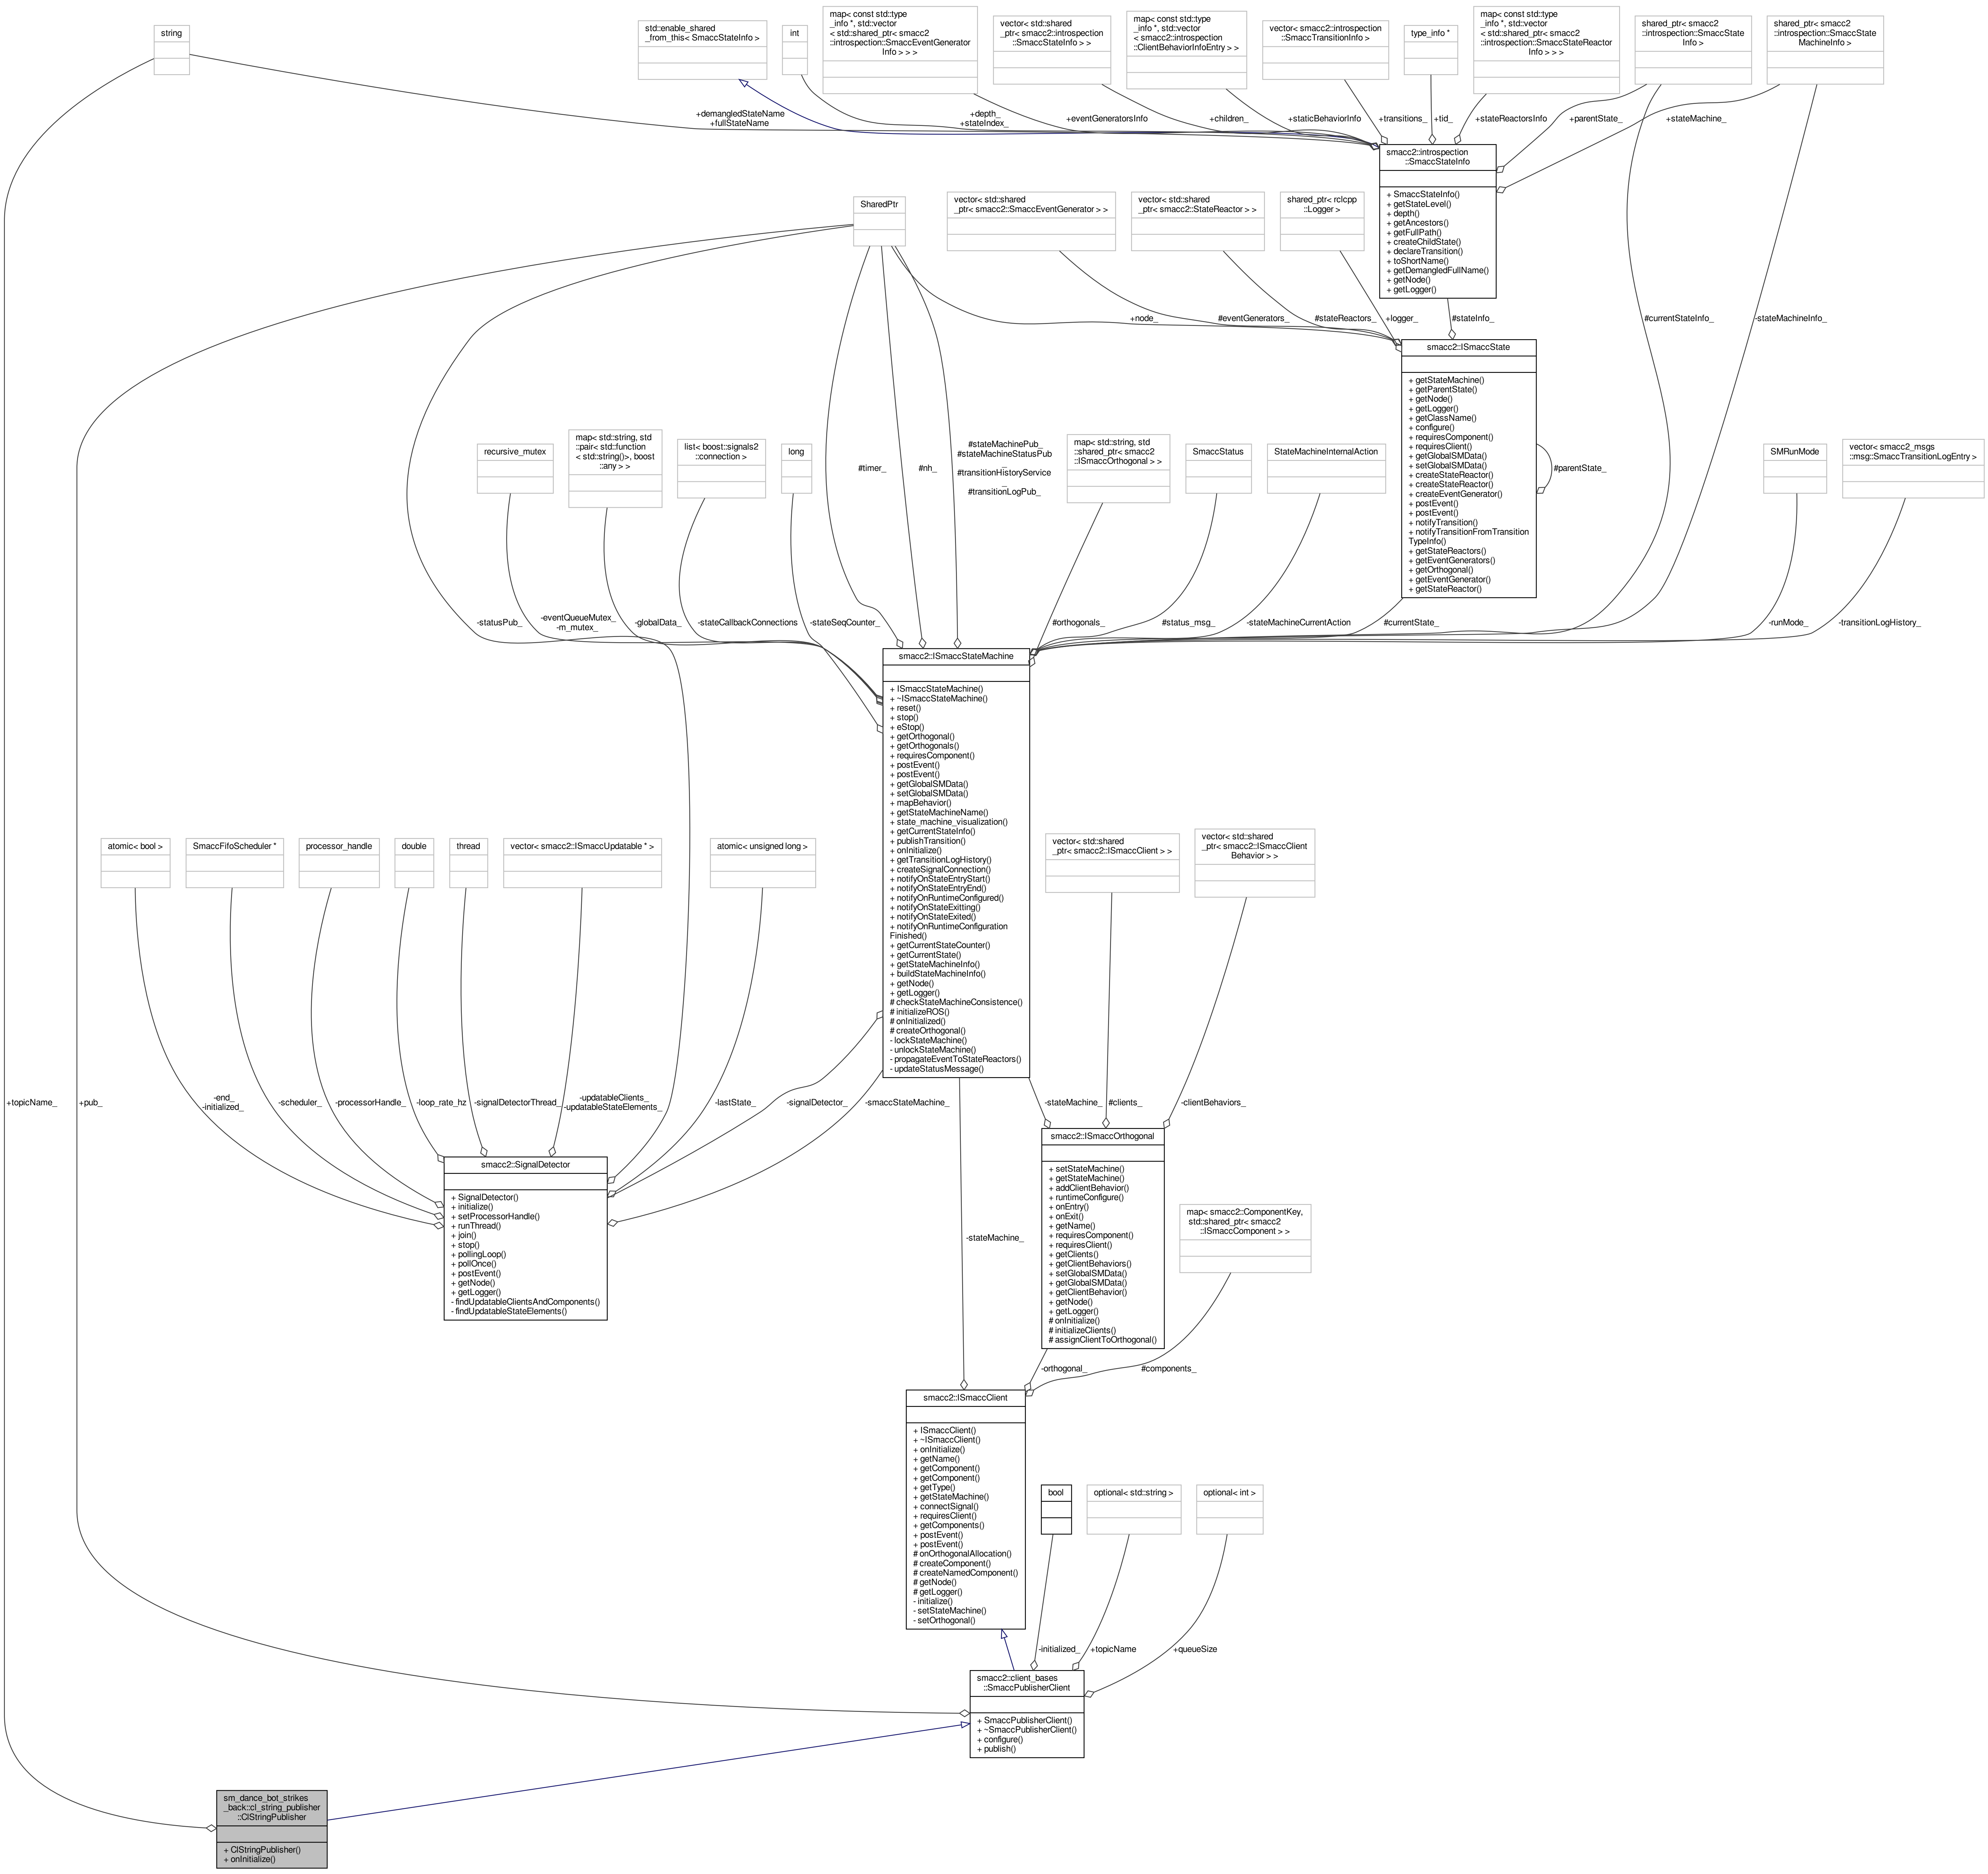 string
std::enable_shared
_from_this< SmaccStateInfo >
int
map< const std::type
_info *, std::vector
< std::shared_ptr< smacc2
::introspection::SmaccEventGenerator
Info > > >
vector< std::shared
_ptr< smacc2::introspection
::SmaccStateInfo > >
map< const std::type
_info *, std::vector
< smacc2::introspection
::ClientBehaviorInfoEntry > >
vector< smacc2::introspection
::SmaccTransitionInfo >
type_info *
map< const std::type
_info *, std::vector
< std::shared_ptr< smacc2
::introspection::SmaccStateReactor
Info > > >
shared_ptr< smacc2
::introspection::SmaccState
Info >
shared_ptr< smacc2
::introspection::SmaccState
MachineInfo >
+demangledStateName
+fullStateName
+depth_
+stateIndex_
+eventGeneratorsInfo
+children_
+staticBehaviorInfo
+transitions_
+tid_
+stateReactorsInfo
+parentState_
+stateMachine_
smacc2::introspection
::SmaccStateInfo
+ SmaccStateInfo()
+ getStateLevel()
+ depth()
+ getAncestors()
+ getFullPath()
+ createChildState()
+ declareTransition()
+ toShortName()
+ getDemangledFullName()
+ getNode()
+ getLogger()
SharedPtr
vector< std::shared
_ptr< smacc2::SmaccEventGenerator > >
vector< std::shared
_ptr< smacc2::StateReactor > >
shared_ptr< rclcpp
::Logger >
+node_
#eventGenerators_
#stateReactors_
+logger_
#stateInfo_
#currentStateInfo_
-stateMachineInfo_
smacc2::ISmaccState
+ getStateMachine()
+ getParentState()
+ getNode()
+ getLogger()
+ getClassName()
+ configure()
+ requiresComponent()
+ requiresClient()
+ getGlobalSMData()
+ setGlobalSMData()
+ createStateReactor()
+ createStateReactor()
+ createEventGenerator()
+ postEvent()
+ postEvent()
+ notifyTransition()
+ notifyTransitionFromTransition
TypeInfo()
+ getStateReactors()
+ getEventGenerators()
+ getOrthogonal()
+ getEventGenerator()
+ getStateReactor()
#parentState_
recursive_mutex
map< std::string, std
::pair< std::function
< std::string()>, boost
::any > >
list< boost::signals2
::connection >
long
#timer_
#nh_
#stateMachinePub_
#stateMachineStatusPub
_
#transitionHistoryService
_
#transitionLogPub_
map< std::string, std
::shared_ptr< smacc2
::ISmaccOrthogonal > >
SmaccStatus
StateMachineInternalAction
SMRunMode
vector< smacc2_msgs
::msg::SmaccTransitionLogEntry >
-statusPub_
-eventQueueMutex_
-m_mutex_
-globalData_
-stateCallbackConnections
-stateSeqCounter_
#orthogonals_
#status_msg_
-stateMachineCurrentAction
#currentState_
-runMode_
-transitionLogHistory_
smacc2::ISmaccStateMachine
+ ISmaccStateMachine()
+ ~ISmaccStateMachine()
+ reset()
+ stop()
+ eStop()
+ getOrthogonal()
+ getOrthogonals()
+ requiresComponent()
+ postEvent()
+ postEvent()
+ getGlobalSMData()
+ setGlobalSMData()
+ mapBehavior()
+ getStateMachineName()
+ state_machine_visualization()
+ getCurrentStateInfo()
+ publishTransition()
+ onInitialize()
+ getTransitionLogHistory()
+ createSignalConnection()
+ notifyOnStateEntryStart()
+ notifyOnStateEntryEnd()
+ notifyOnRuntimeConfigured()
+ notifyOnStateExitting()
+ notifyOnStateExited()
+ notifyOnRuntimeConfiguration
Finished()
+ getCurrentStateCounter()
+ getCurrentState()
+ getStateMachineInfo()
+ buildStateMachineInfo()
+ getNode()
+ getLogger()
# checkStateMachineConsistence()
# initializeROS()
# onInitialized()
# createOrthogonal()
- lockStateMachine()
- unlockStateMachine()
- propagateEventToStateReactors()
- updateStatusMessage()
atomic< bool >
SmaccFifoScheduler *
processor_handle
double
thread
vector< smacc2::ISmaccUpdatable * >
atomic< unsigned long >
vector< std::shared
_ptr< smacc2::ISmaccClient > >
vector< std::shared
_ptr< smacc2::ISmaccClient
Behavior > >
+topicName_
+pub_
-end_
-initialized_
-scheduler_
-processorHandle_
-loop_rate_hz
-signalDetectorThread_
-updatableClients_
-updatableStateElements_
-lastState_
-signalDetector_
-smaccStateMachine_
-stateMachine_
#clients_
-clientBehaviors_
smacc2::SignalDetector
+ SignalDetector()
+ initialize()
+ setProcessorHandle()
+ runThread()
+ join()
+ stop()
+ pollingLoop()
+ pollOnce()
+ postEvent()
+ getNode()
+ getLogger()
- findUpdatableClientsAndComponents()
- findUpdatableStateElements()
smacc2::ISmaccOrthogonal
+ setStateMachine()
+ getStateMachine()
+ addClientBehavior()
+ runtimeConfigure()
+ onEntry()
+ onExit()
+ getName()
+ requiresComponent()
+ requiresClient()
+ getClients()
+ getClientBehaviors()
+ setGlobalSMData()
+ getGlobalSMData()
+ getClientBehavior()
+ getNode()
+ getLogger()
# onInitialize()
# initializeClients()
# assignClientToOrthogonal()
map< smacc2::ComponentKey,
std::shared_ptr< smacc2
::ISmaccComponent > >
-stateMachine_
-orthogonal_
#components_
smacc2::ISmaccClient
+ ISmaccClient()
+ ~ISmaccClient()
+ onInitialize()
+ getName()
+ getComponent()
+ getComponent()
+ getType()
+ getStateMachine()
+ connectSignal()
+ requiresClient()
+ getComponents()
+ postEvent()
+ postEvent()
# onOrthogonalAllocation()
# createComponent()
# createNamedComponent()
# getNode()
# getLogger()
- initialize()
- setStateMachine()
- setOrthogonal()
bool
optional< std::string >
optional< int >
-initialized_
+topicName
+queueSize
smacc2::client_bases
::SmaccPublisherClient
+ SmaccPublisherClient()
+ ~SmaccPublisherClient()
+ configure()
+ publish()
sm_dance_bot_strikes
_back::cl_string_publisher
::ClStringPublisher
+ ClStringPublisher()
+ onInitialize()